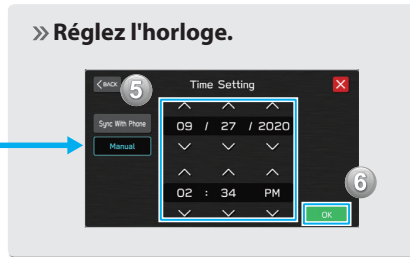 » Réglez l'horloge.
< BACK
5
Time Setting
Sync With Phone
Manual
09 / 27 / 2020
02 : 34 PM
6
OK